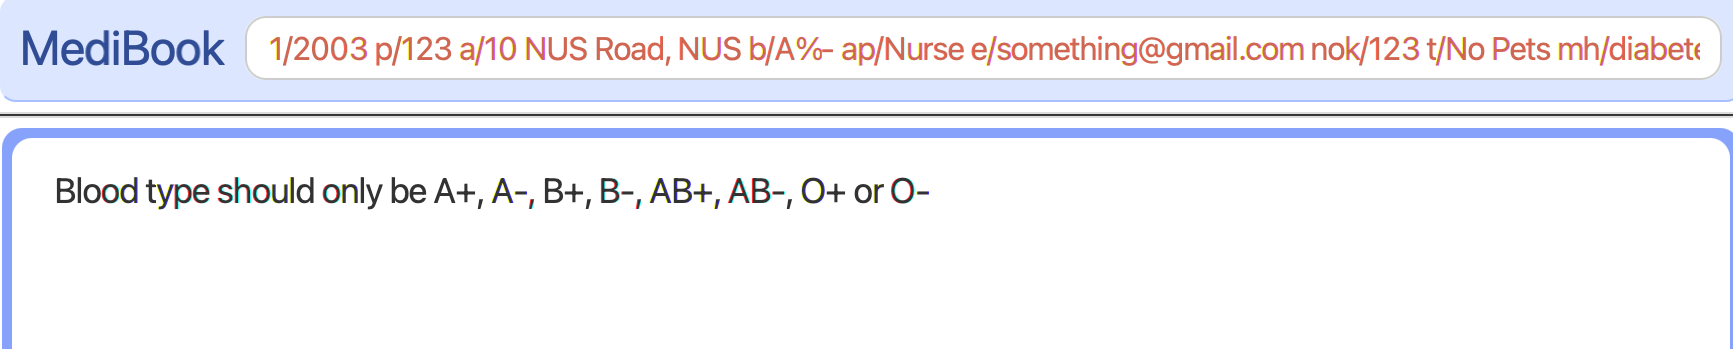 MediBook
1/2003 p/123 a/10 NUS Road, NUS b/A%- ap/Nurse e/something@gmail.com nok/123 t/No Pets mh/diabete
Blood type should only be A+, A-, B+, B-, AB+, AB-, O+ or O-